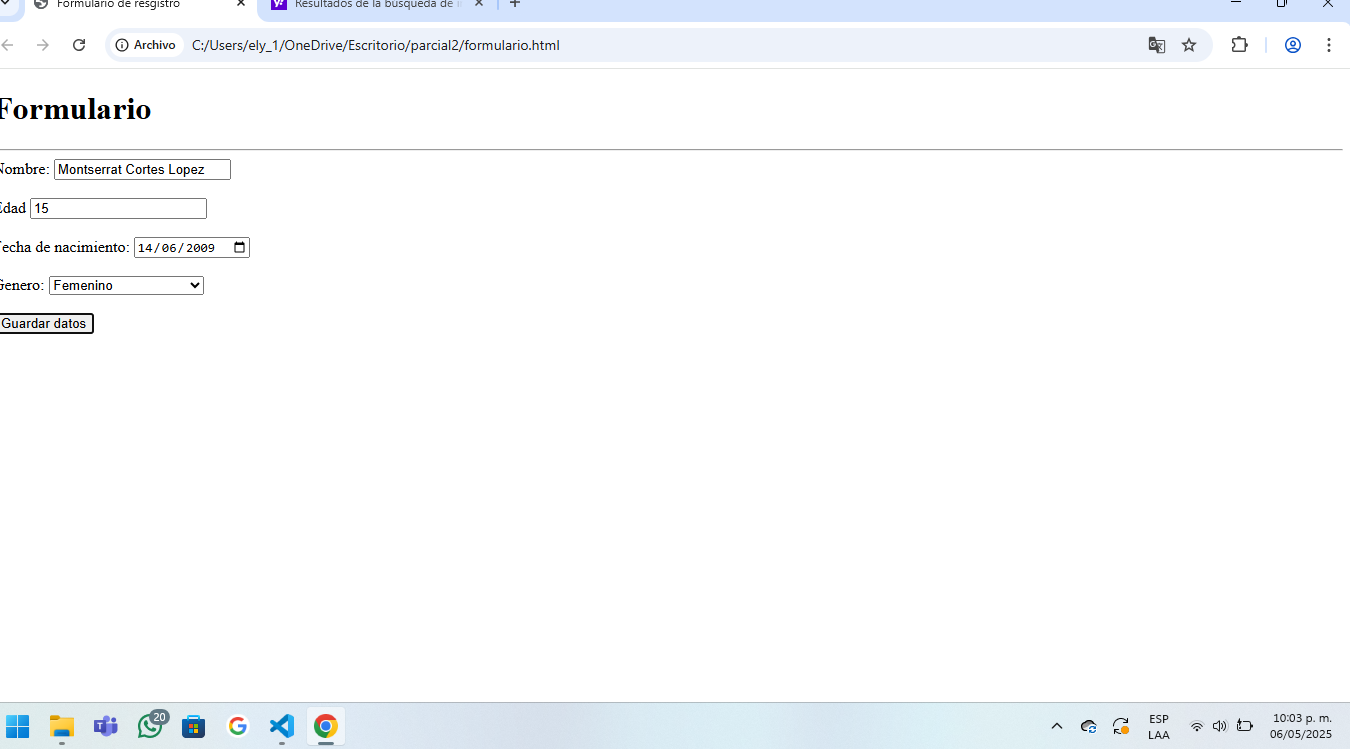 Formulario de resgistro
Resultados de la búsqueda de i
Archivo C:/Users/ely_1/OneDrive/Escritorio/parcial2/formulario.html
Formulario
Nombre: Montserrat Cortes Lopez
Edad 15
Fecha de nacimiento: 14/06/2009
Genero: Femenino
Guardar datos
20
ESP
LAA
10:03 p. m.
06/05/2025